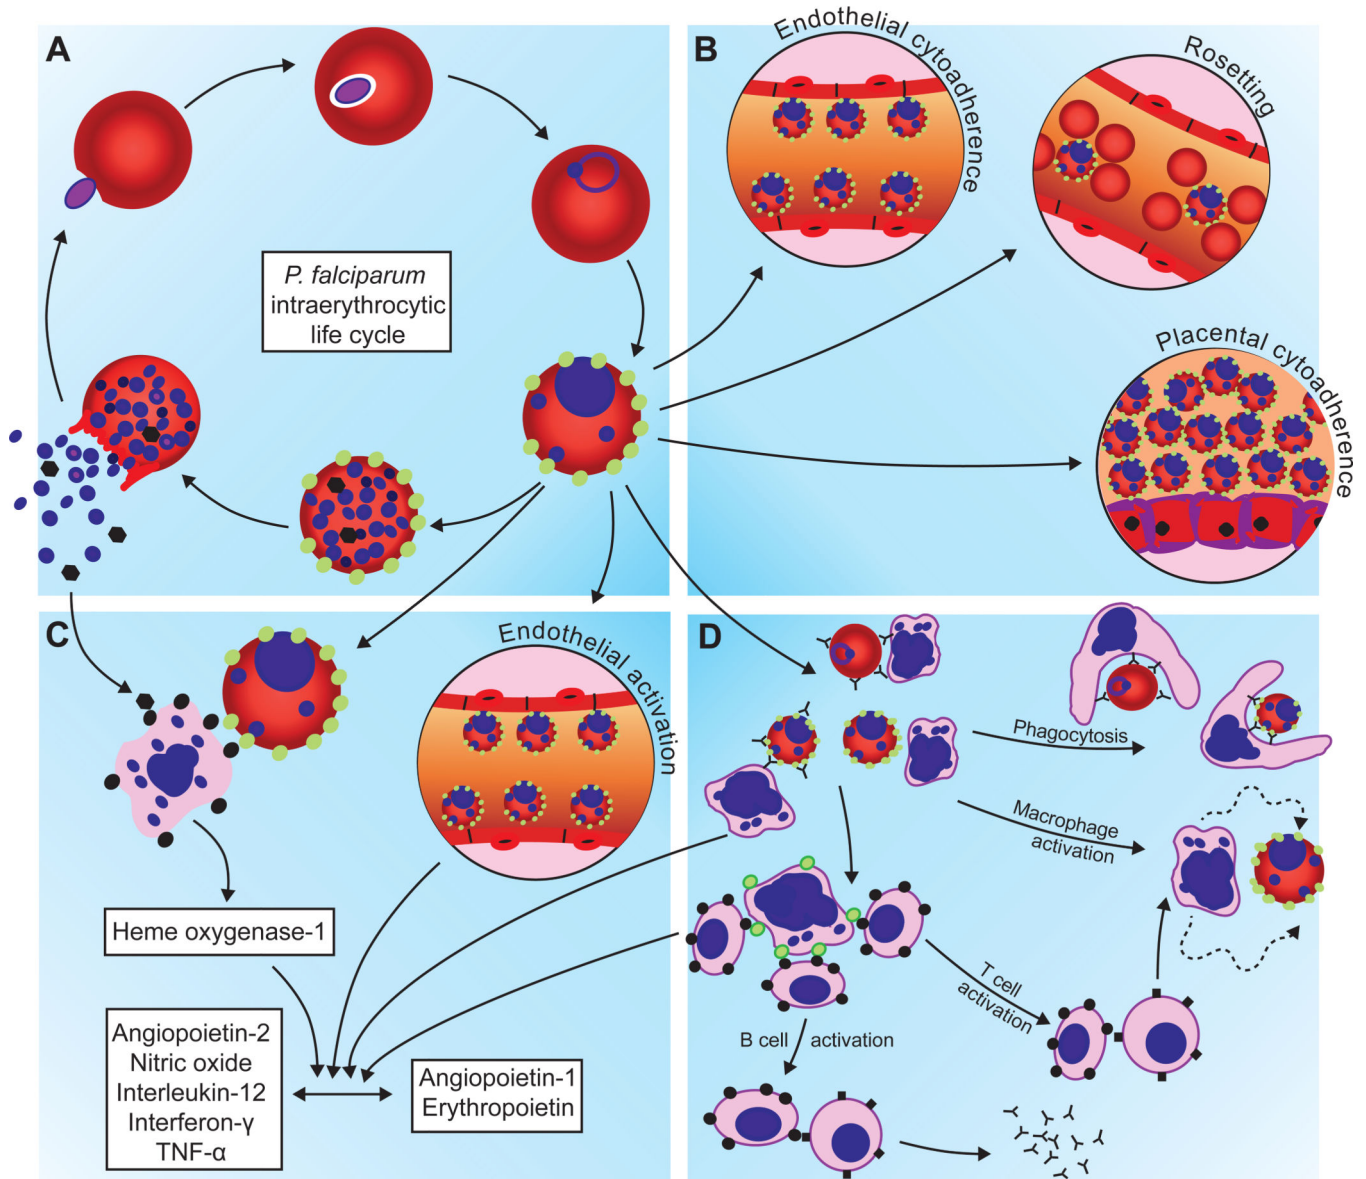 A
P. falciparum
intraerythrocytic
life cycle
B
Endothelial cytoadherence
Rosetting
Placental cytoadherence
C
Endothelial activation
Heme oxygenase-1
Angiopoietin-2
Nitric oxide
Interleukin-12
Interferon-γ
TNF-α
Angiopoietin-1
Erythropoietin
D
Phagocytosis
Macrophage
activation
T cell
activation
B cell activation